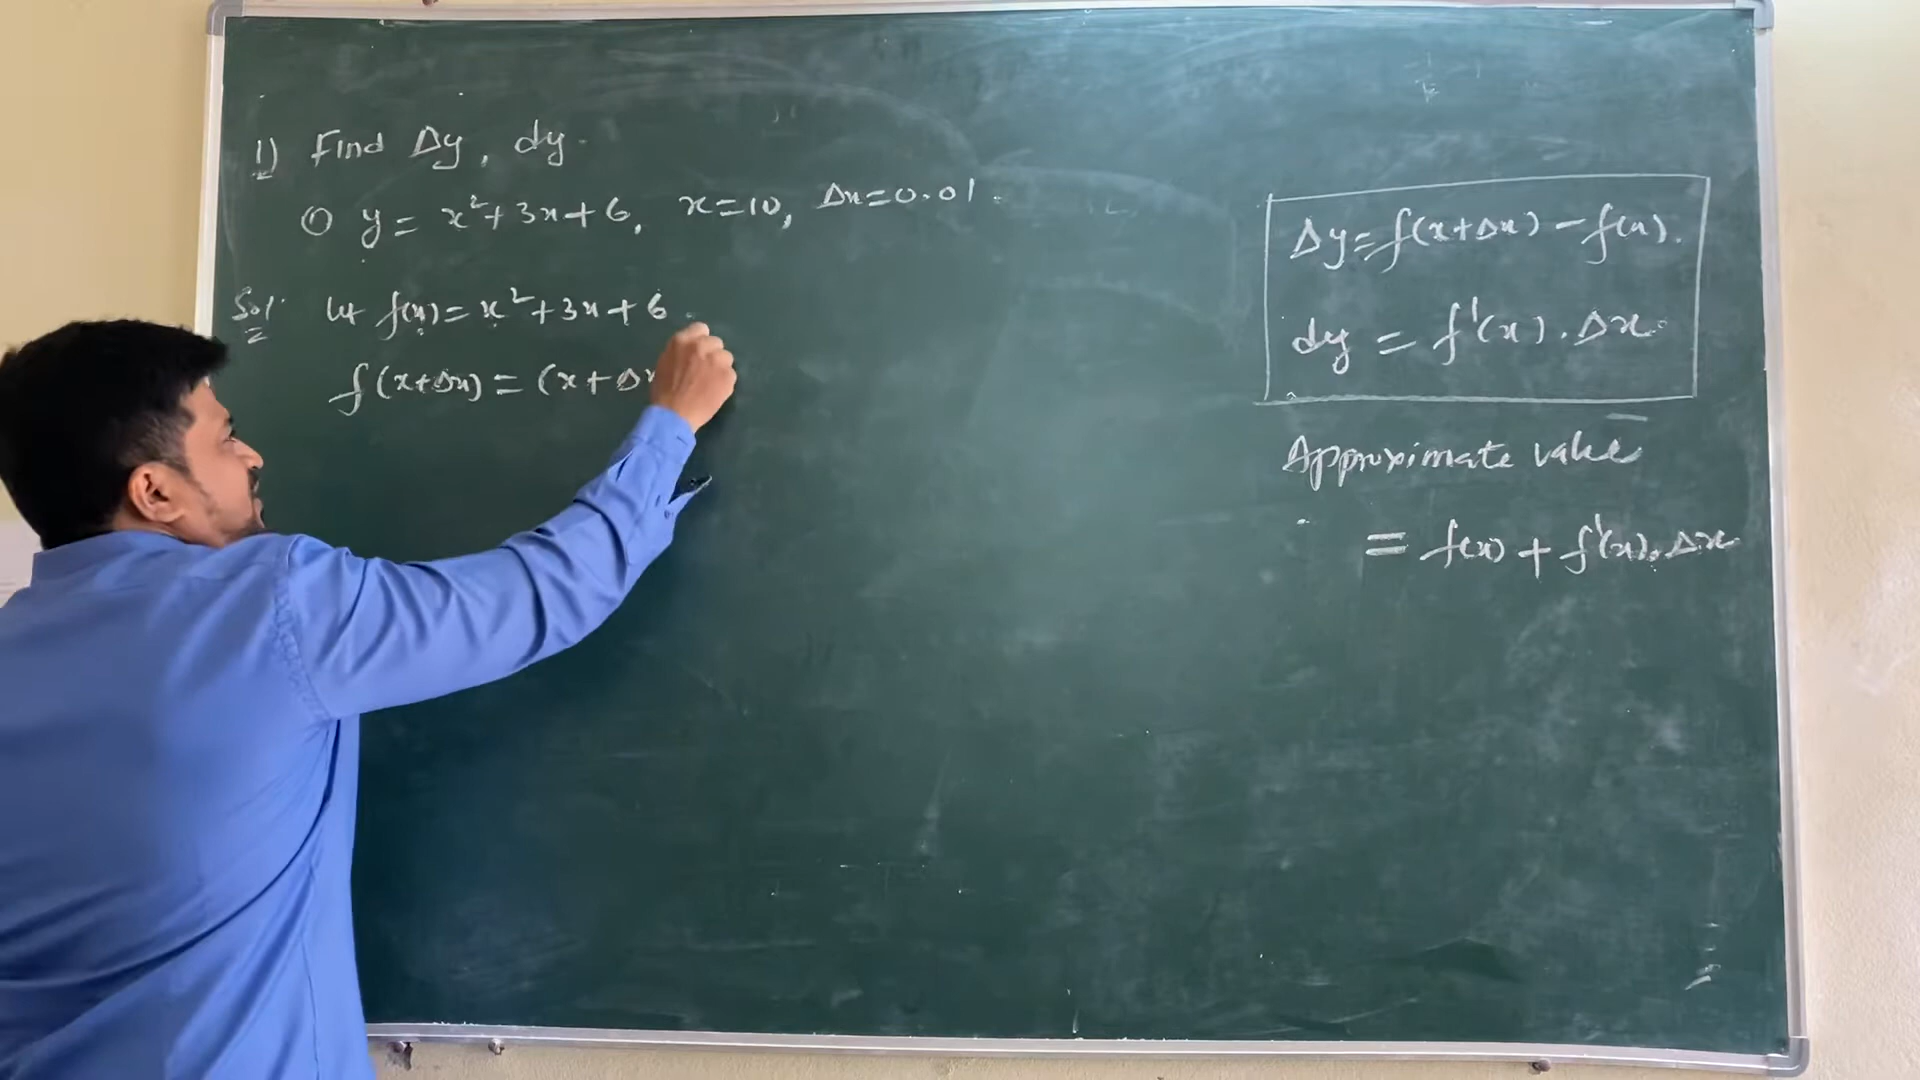 1) Find Δy, dy.
① y = x²+3x+6, x=10, Δx=0.01.
Sol: let f(x) = x²+3x+6.
f(x+Δx) = (x+Δx
Δy=f(x+Δx)-f(x).
dy = f'(x).Δx.
Approximate value
= f(x) + f'(x).Δx